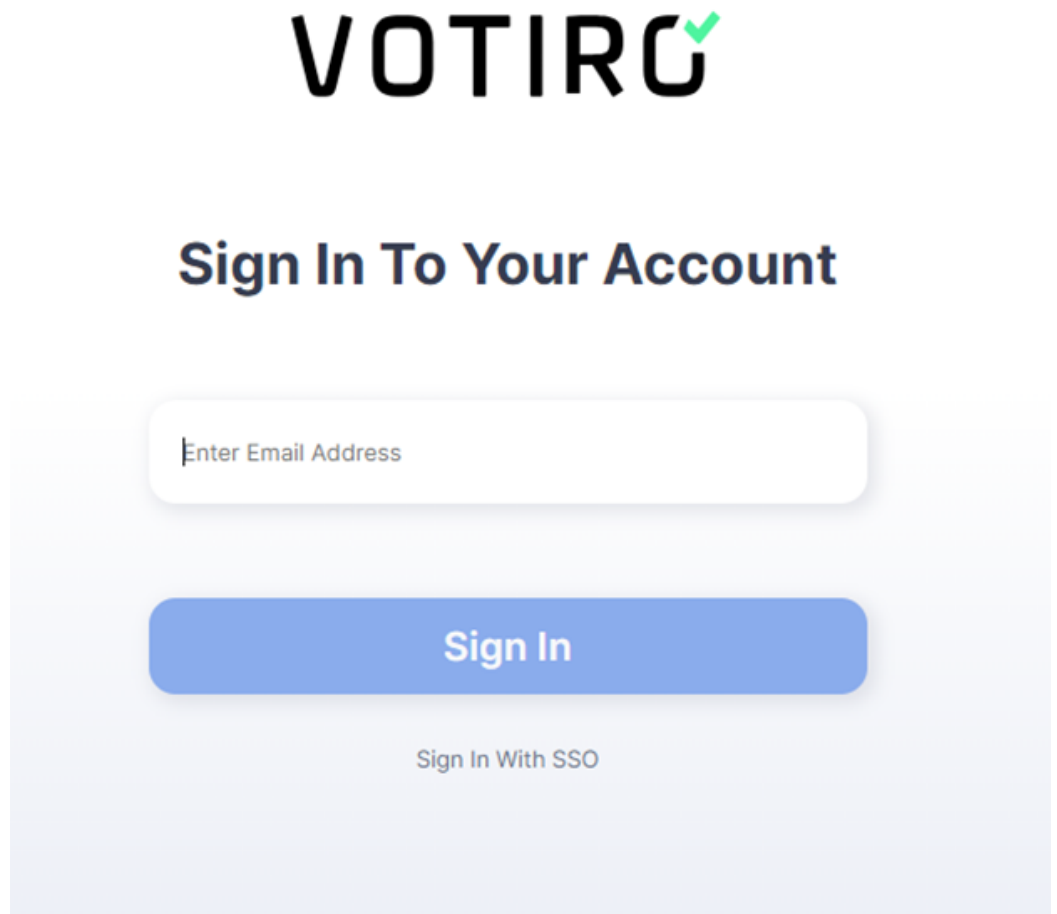 VOTIRO
Sign In To Your Account
Enter Email Address
Sign In
Sign In With SSO